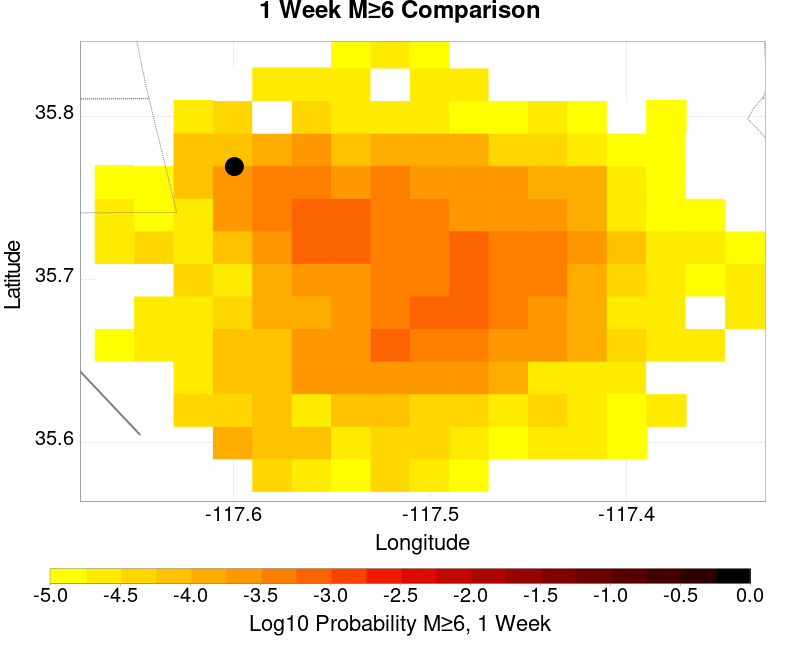 1 Week M≥6 Comparison
35.8
35.7
35.6
Latitude
-117.6 -117.5 -117.4
Longitude
-5.0 -4.5 -4.0 -3.5 -3.0 -2.5 -2.0 -1.5 -1.0 -0.5 0.0
Log10 Probability M≥6, 1 Week